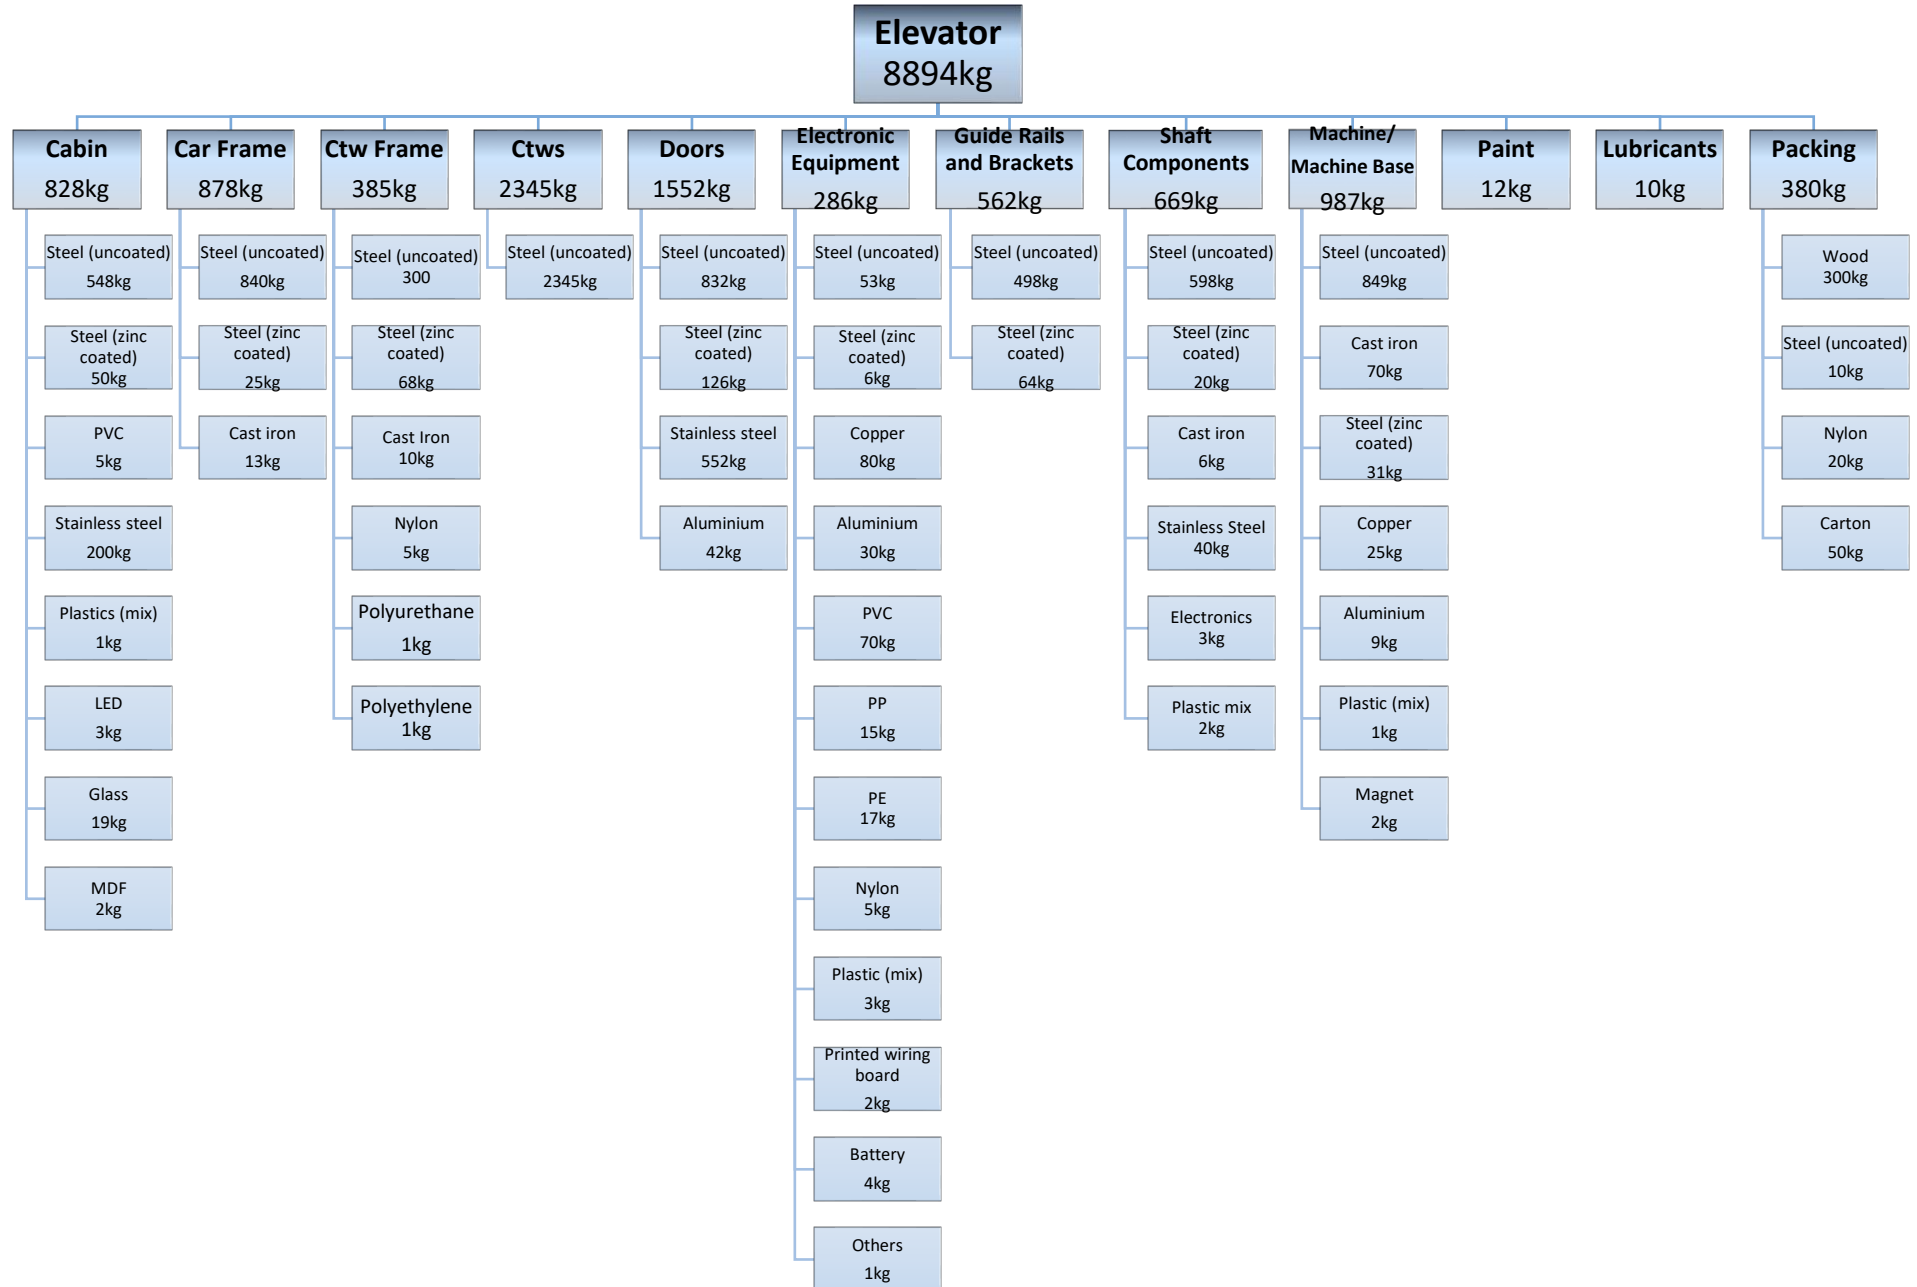 Elevator
8894kg
Cabin
828kg
Steel (uncoated)
548kg
Steel (zinc
coated)
50kg
PVC
5kg
Stainless steel
200kg
Plastics (mix)
1kg
LED
3kg
Glass
19kg
MDF
2kg
Car Frame
878kg
Steel (uncoated)
840kg
Steel (zinc
coated)
25kg
Cast iron
13kg
Ctw Frame
385kg
Steel (uncoated)
300
Steel (zinc
coated)
68kg
Cast Iron
10kg
Nylon
5kg
Polyurethane
1kg
Polyethylene
1kg
Ctws
2345kg
Steel (uncoated)
2345kg
Doors
1552kg
Steel (uncoated)
832kg
Steel (zinc
coated)
126kg
Stainless steel
552kg
Aluminium
42kg
Electronic
Equipment
286kg
Steel (uncoated)
53kg
Steel (zinc
coated)
6kg
Copper
80kg
Aluminium
30kg
PVC
70kg
PP
15kg
PE
17kg
Nylon
5kg
Plastic (mix)
3kg
Printed wiring
board
2kg
Battery
4kg
Others
1kg
Guide Rails
and Brackets
562kg
Steel (uncoated)
498kg
Steel (zinc
coated)
64kg
Shaft
Components
669kg
Steel (uncoated)
598kg
Steel (zinc
coated)
20kg
Cast iron
6kg
Stainless Steel
40kg
Electronics
3kg
Plastic mix
2kg
Machine/
Machine Base
987kg
Steel (uncoated)
849kg
Cast iron
70kg
Steel (zinc
coated)
31kg
Copper
25kg
Aluminium
9kg
Plastic (mix)
1kg
Magnet
2kg
Paint
12kg
Lubricants
10kg
Packing
380kg
Wood
300kg
Steel (uncoated)
10kg
Nylon
20kg
Carton
50kg